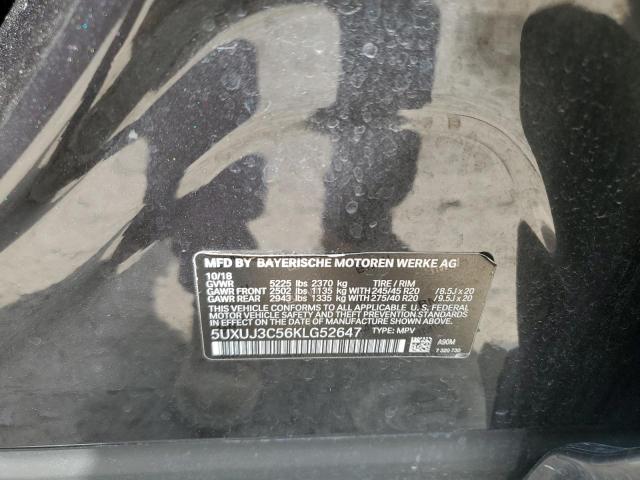 MFD BY BAYERISCHE MOTOREN WERKE AG
10/18
GVWR 5225 lbs 2370 kg TIRE / RIM
GAWR FRONT 2502 lbs 1135 kg WITH 245/45 R20 /8.5J x 20
GAWR REAR 2943 lbs 1335 kg WITH 275/40 R20 /9.5J x 20
THIS VEHICLE CONFORMS TO ALL APPLICABLE U. S. FEDERAL
MOTOR VEHICLE SAFETY AND THEFT PREVENTION STANDARDS
IN EFFECT ON THE DATE OF MANUFACTURE SHOWN ABOVE.
5UXUJ3C56KLG52647 TYPE: MPV A90M
7 320 730